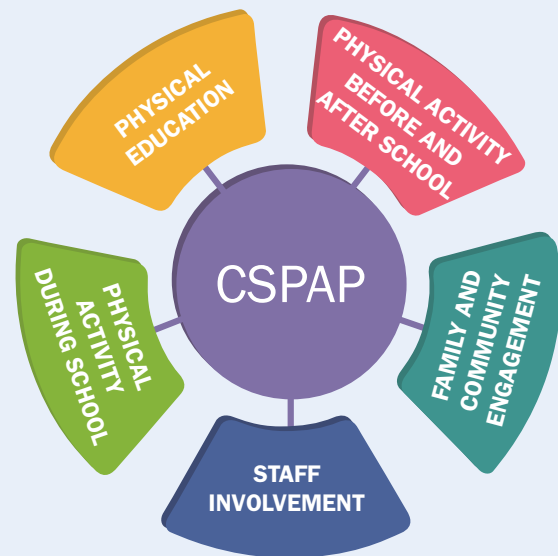 PHYSICAL
EDUCATION
PHYSICAL ACTIVITY
BEFORE AND
AFTER SCHOOL
CSPAP
PHYSICAL
ACTIVITY
DURING SCHOOL
FAMILY AND
COMMUNITY
ENGAGEMENT
STAFF
INVOLVEMENT